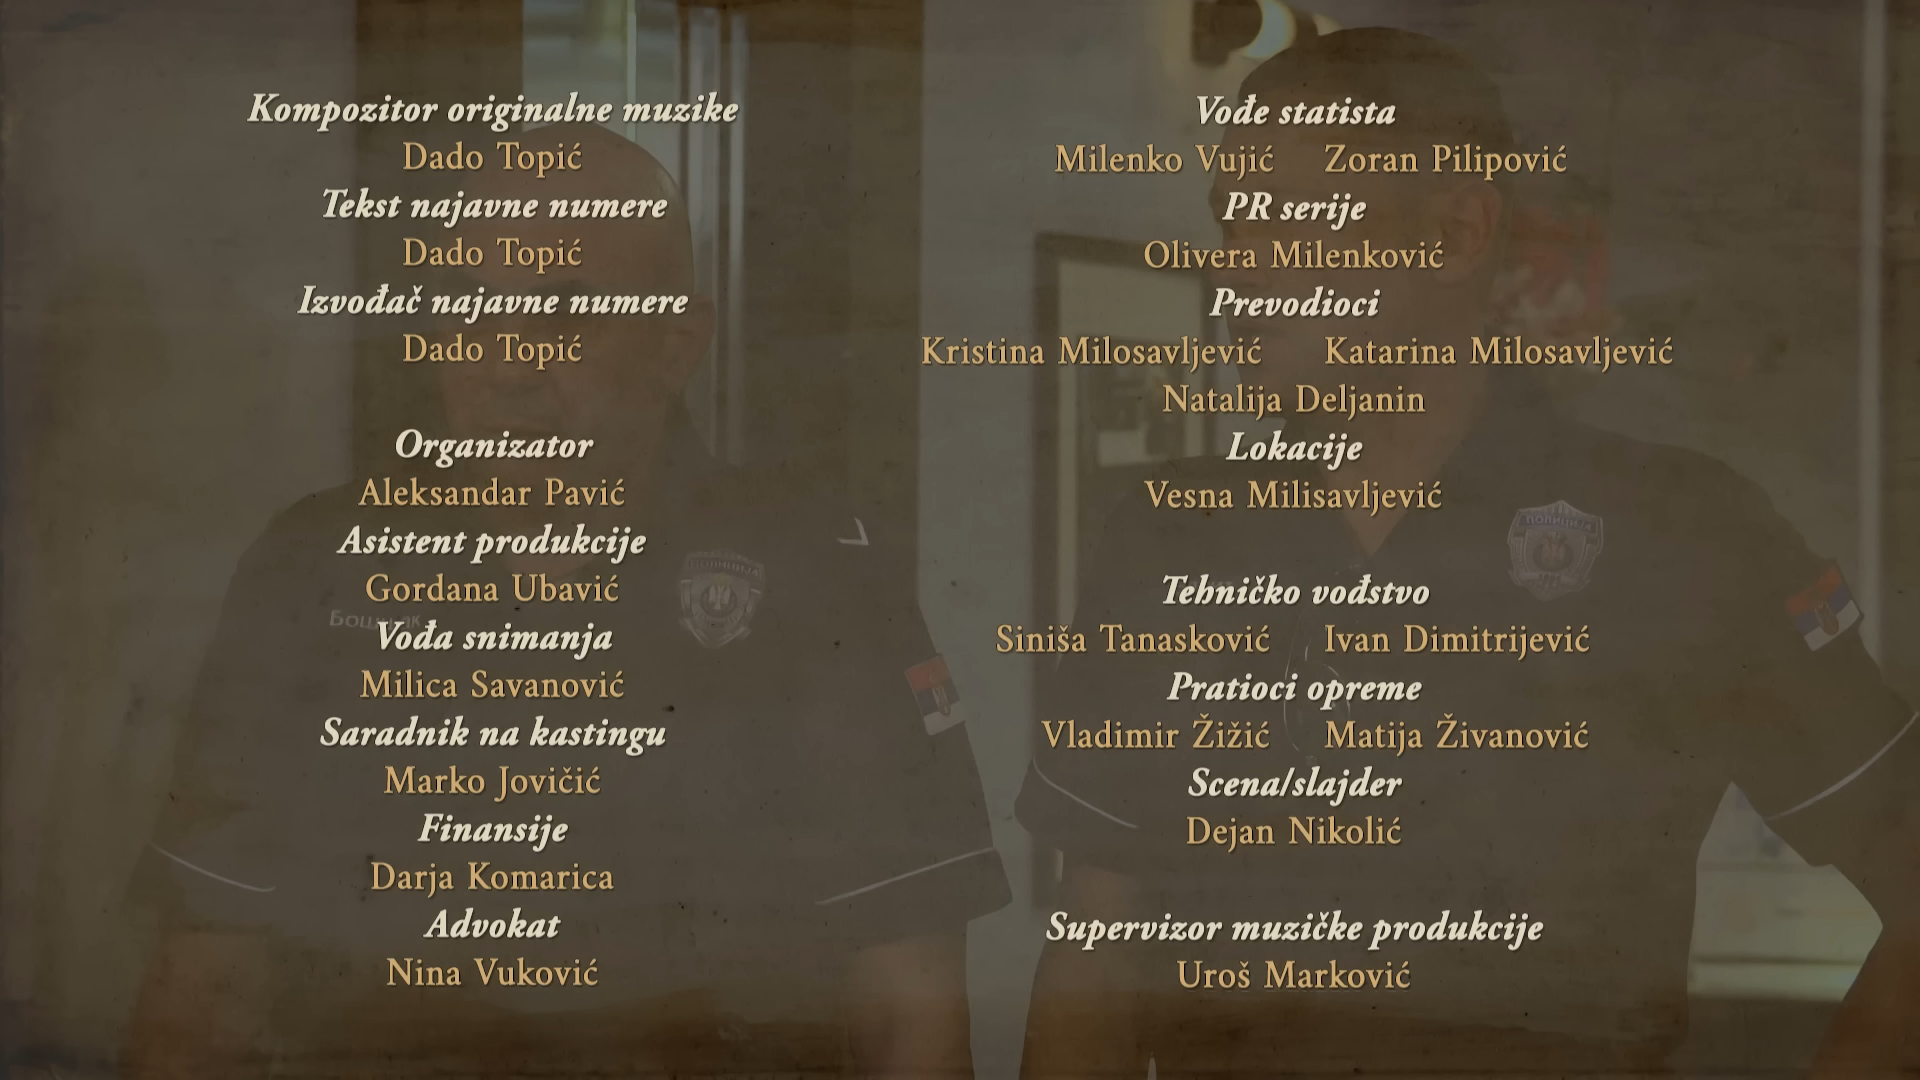 Kompozitor originalne muzike
Dado Topić
Tekst najavne numere
Dado Topić
Izvođač najavne numere
Dado Topić
Organizator
Aleksandar Pavić
Asistent produkcije
Gordana Ubavić
Vođa snimanja
Milica Savanović
Saradnik na kastingu
Marko Jovičić
Finansije
Darja Komarica
Advokat
Nina Vuković
Vođe statista
Milenko Vujić Zoran Pilipović
PR serije
Olivera Milenković
Prevodioci
Kristina Milosavljević Katarina Milosavljević
Natalija Deljanin
Lokacije
Vesna Milisavljević
Tehničko vođstvo
Siniša Tanasković Ivan Dimitrijević
Pratioci opreme
Vladimir Žižić Matija Živanović
Scena/slajder
Dejan Nikolić
Supervizor muzičke produkcije
Uroš Marković
ПОЛИЦИЈА
ПОЛИЦИЈА